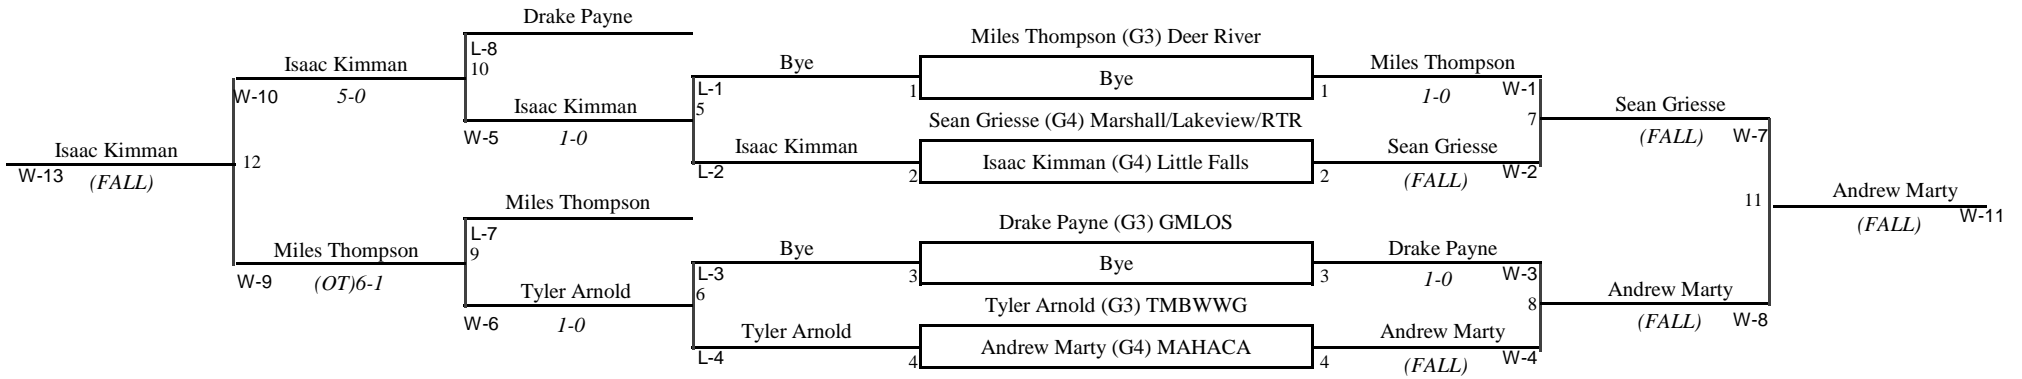 Drake Payne
L-8
10
Isaac Kimman
W-10
5-0
Isaac Kimman
W-5
1-0
Isaac Kimman
W-13
(FALL)
12
Miles Thompson
L-7
9
Miles Thompson
W-9
(OT)6-1
Tyler Arnold
W-6
1-0
Bye
L-1
5
1
Isaac Kimman
L-2
2
Bye
L-3
6
3
Tyler Arnold
L-4
4
Miles Thompson (G3) Deer River
Bye
Sean Griesse (G4) Marshall/Lakeview/RTR
Isaac Kimman (G4) Little Falls
Drake Payne (G3) GMLOS
Bye
Tyler Arnold (G3) TMBWWG
Andrew Marty (G4) MAHACA
Miles Thompson
1
1-0
W-1
7
Sean Griesse
2
(FALL)
W-2
Drake Payne
3
1-0
W-3
8
Andrew Marty
4
(FALL)
W-4
Sean Griesse
(FALL)
W-7
11
Andrew Marty
(FALL)
W-8
Andrew Marty
(FALL)
W-11